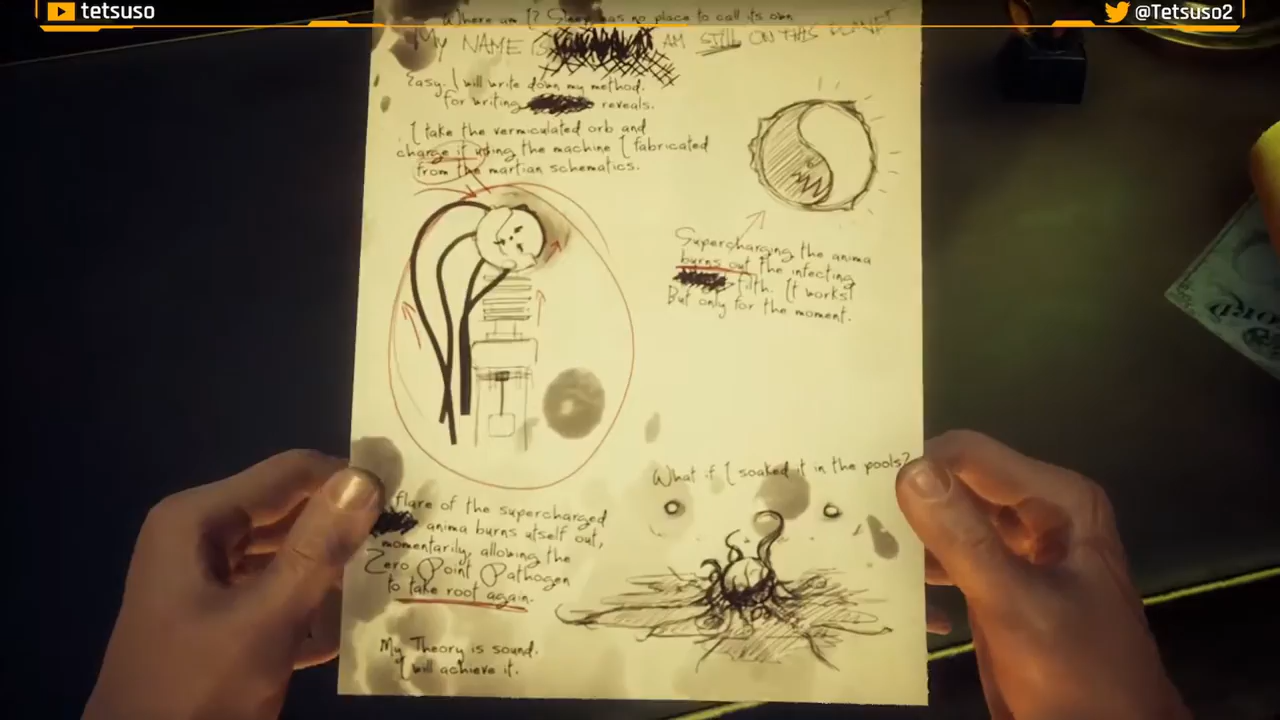 tetsuso
@Tetsuso2
Where am I? Sleep has no place to call its own
MY NAME IS AM STILL ON THIS PLANET
Easy. I will write down my method.
for writing reveals.
I take the vermiculated orb and
charge it using the machine I fabricated
from the martian schematics.
Supercharging the anima
burns out the infecting
filth. It works!
But only for the moment.
What if I soaked it in the pools?
flare of the supercharged
anima burns utself out,
momentarily, allowing the
Zero Point Pathogen
to take root again.
My Theory is sound.
I will achieve it.